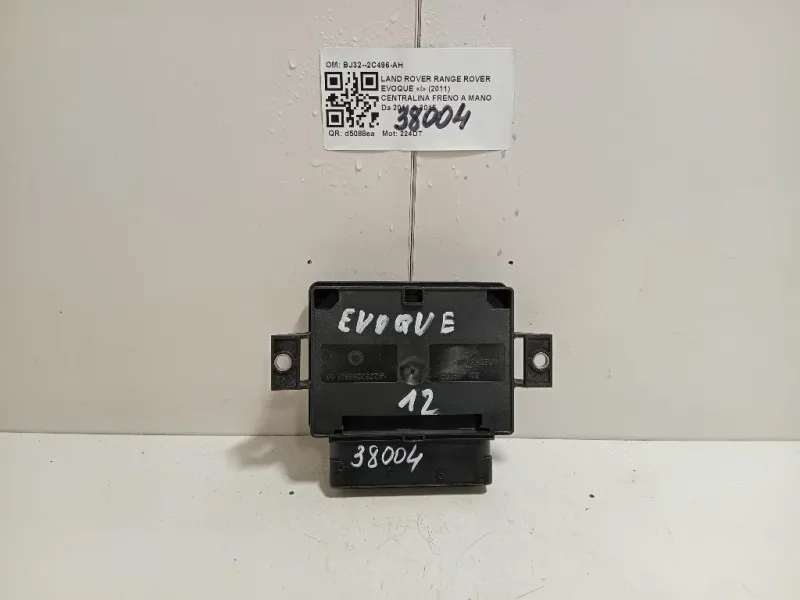 OM: BJ32--2C496-AH
LAND ROVER RANGE ROVER
EVOQUE «I» (2011)
CENTRALINA FRENO A MANO
Da
38004
QR: d5088ea Mot: 224DT
EVOQUE
12
38004